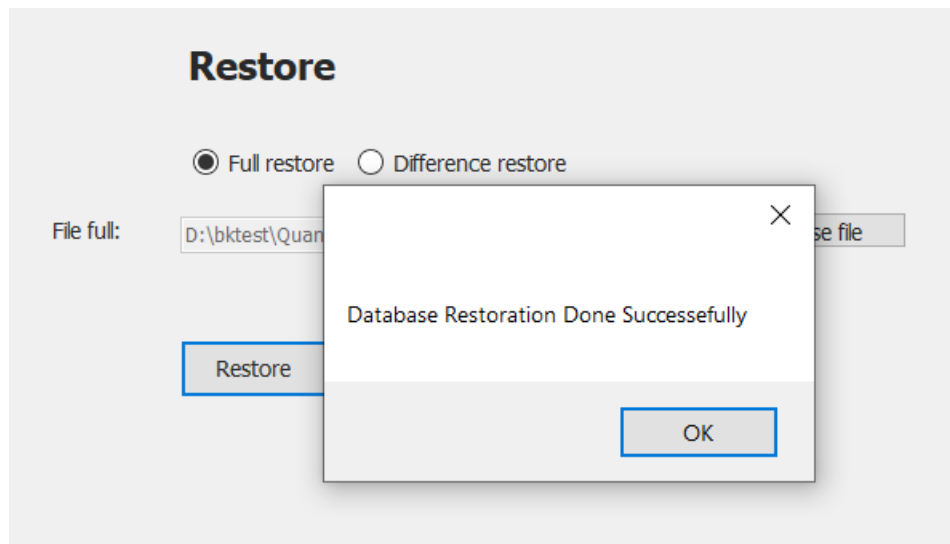 Restore
Full restore Difference restore
File full: D:\bktest\Quan se file
Database Restoration Done Successefully
Restore
OK